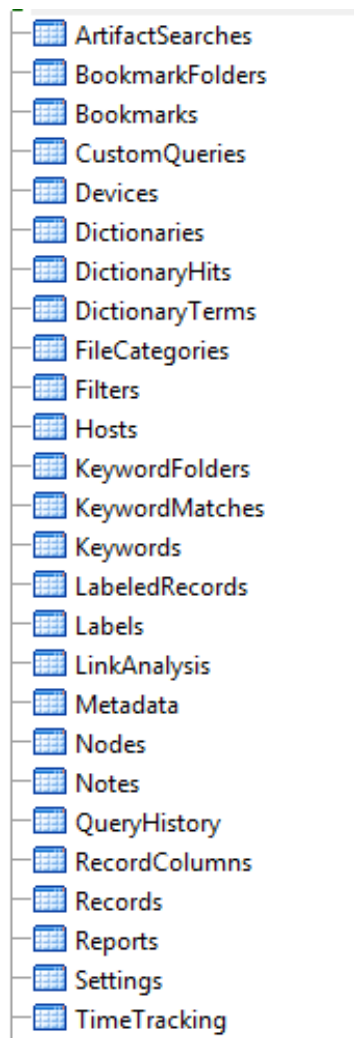 ArtifactSearches
BookmarkFolders
Bookmarks
CustomQueries
Devices
Dictionaries
DictionaryHits
DictionaryTerms
FileCategories
Filters
Hosts
KeywordFolders
KeywordMatches
Keywords
LabeledRecords
Labels
LinkAnalysis
Metadata
Nodes
Notes
QueryHistory
RecordColumns
Records
Reports
Settings
TimeTracking